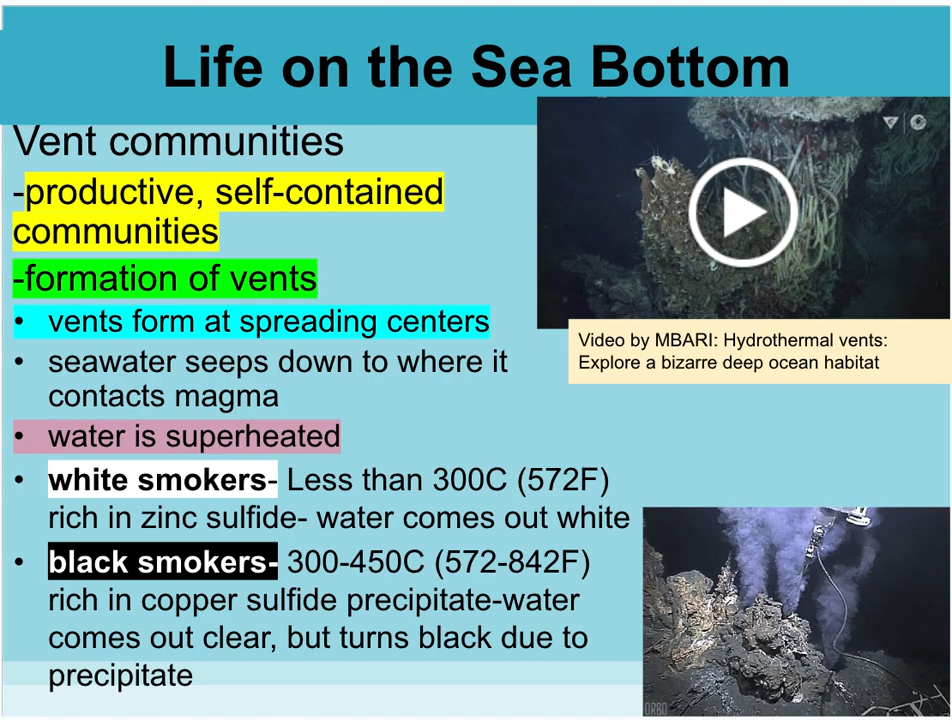 Life on the Sea Bottom
Vent communities
-productive, self-contained
communities
-formation of vents
• vents form at spreading centers
• seawater seeps down to where it
contacts magma
• water is superheated
• white smokers- Less than 300C (572F)
rich in zinc sulfide- water comes out white
• black smokers- 300-450C (572-842F)
rich in copper sulfide precipitate-water
comes out clear, but turns black due to
precipitate
Video by MBARI: Hydrothermal vents:
Explore a bizarre deep ocean habitat